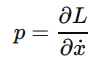 p = ∂L / ∂ẋ